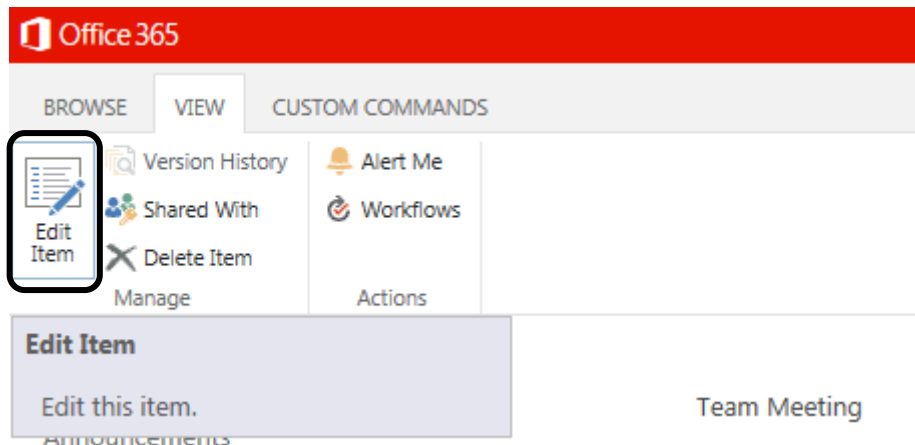 Office 365
BROWSE VIEW CUSTOM COMMANDS
Version History Alert Me
Shared With Workflows
Edit
Item
Delete Item
Manage Actions
Edit Item
Edit this item. Team Meeting
Announcements